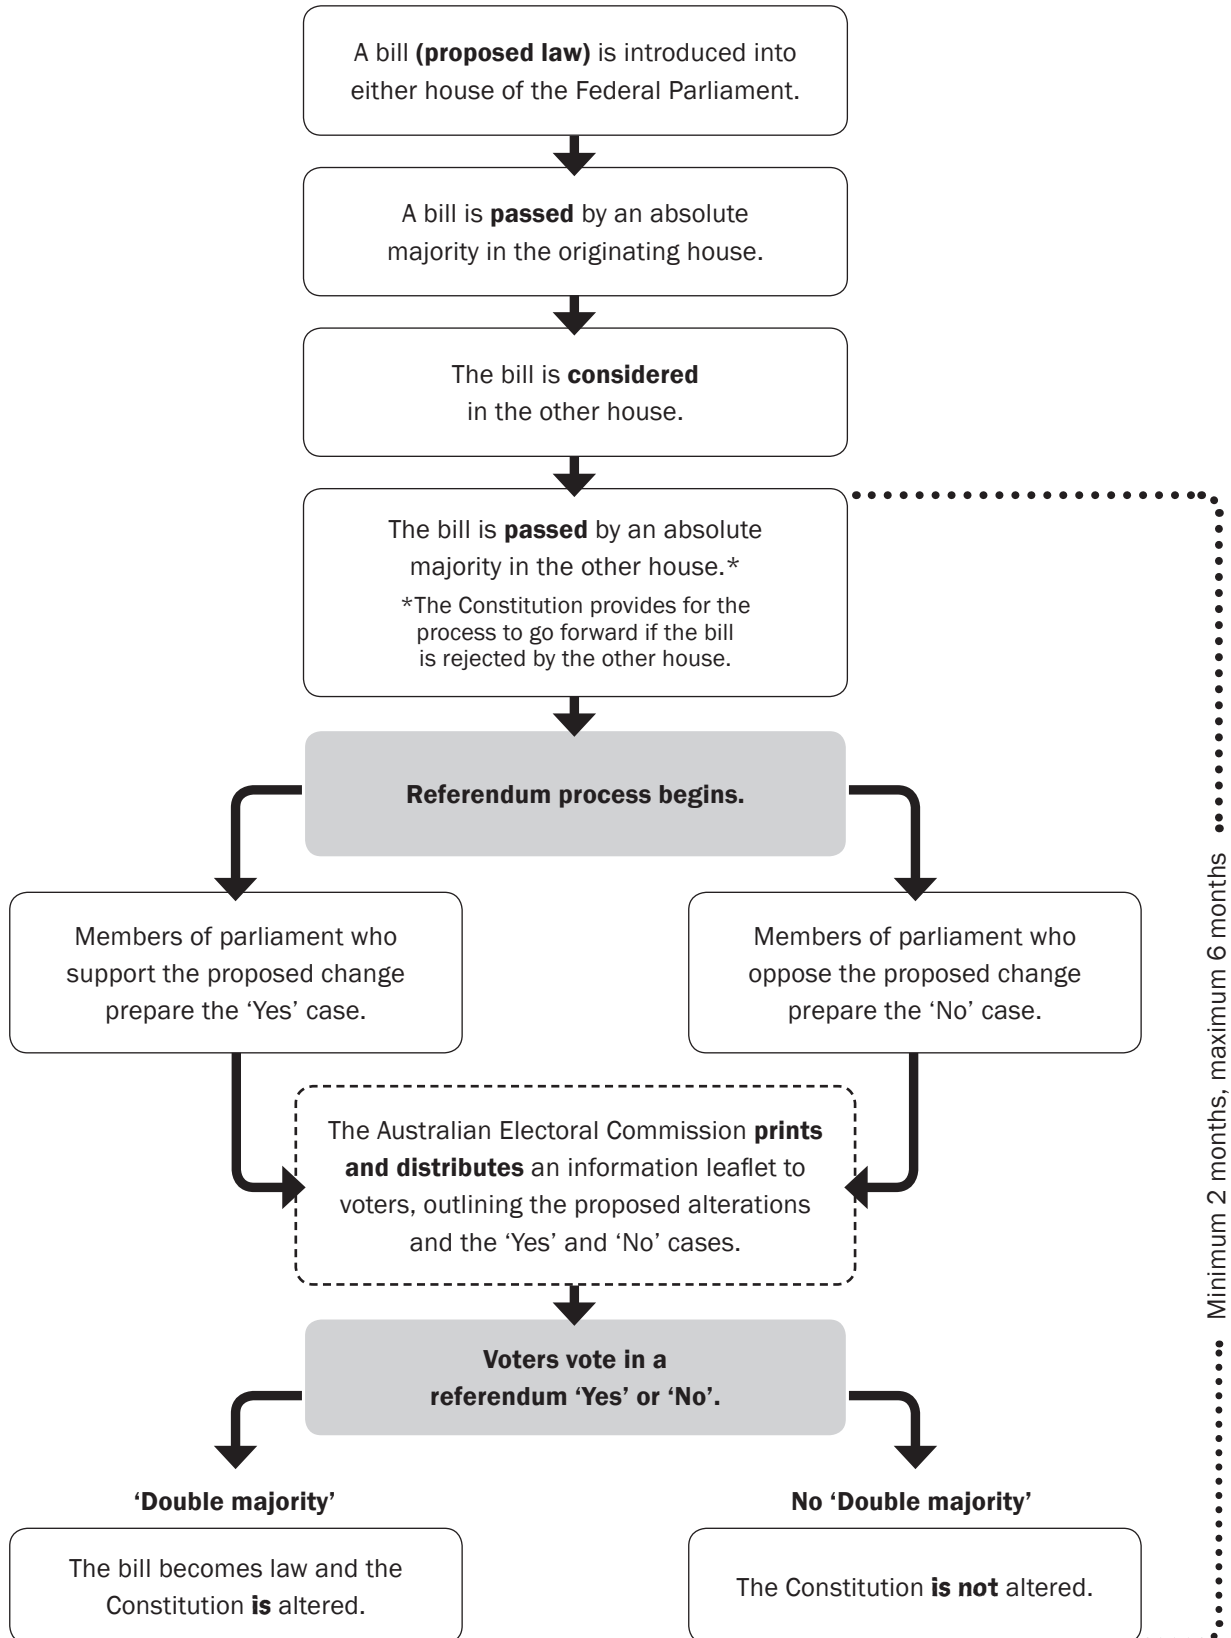 A bill (proposed law) is introduced into
either house of the Federal Parliament.
A bill is passed by an absolute
majority in the originating house.
The bill is considered
in the other house.
The bill is passed by an absolute
majority in the other house.*
*The Constitution provides for the
process to go forward if the bill
is rejected by the other house.
Referendum process begins.
Members of parliament who
support the proposed change
prepare the ‘Yes’ case.
Members of parliament who
oppose the proposed change
prepare the ‘No’ case.
The Australian Electoral Commission prints
and distributes an information leaflet to
voters, outlining the proposed alterations
and the ‘Yes’ and ‘No’ cases.
Voters vote in a
referendum ‘Yes’ or ‘No’.
‘Double majority’
The bill becomes law and the
Constitution is altered.
No ‘Double majority’
The Constitution is not altered.
Minimum 2 months, maximum 6 months